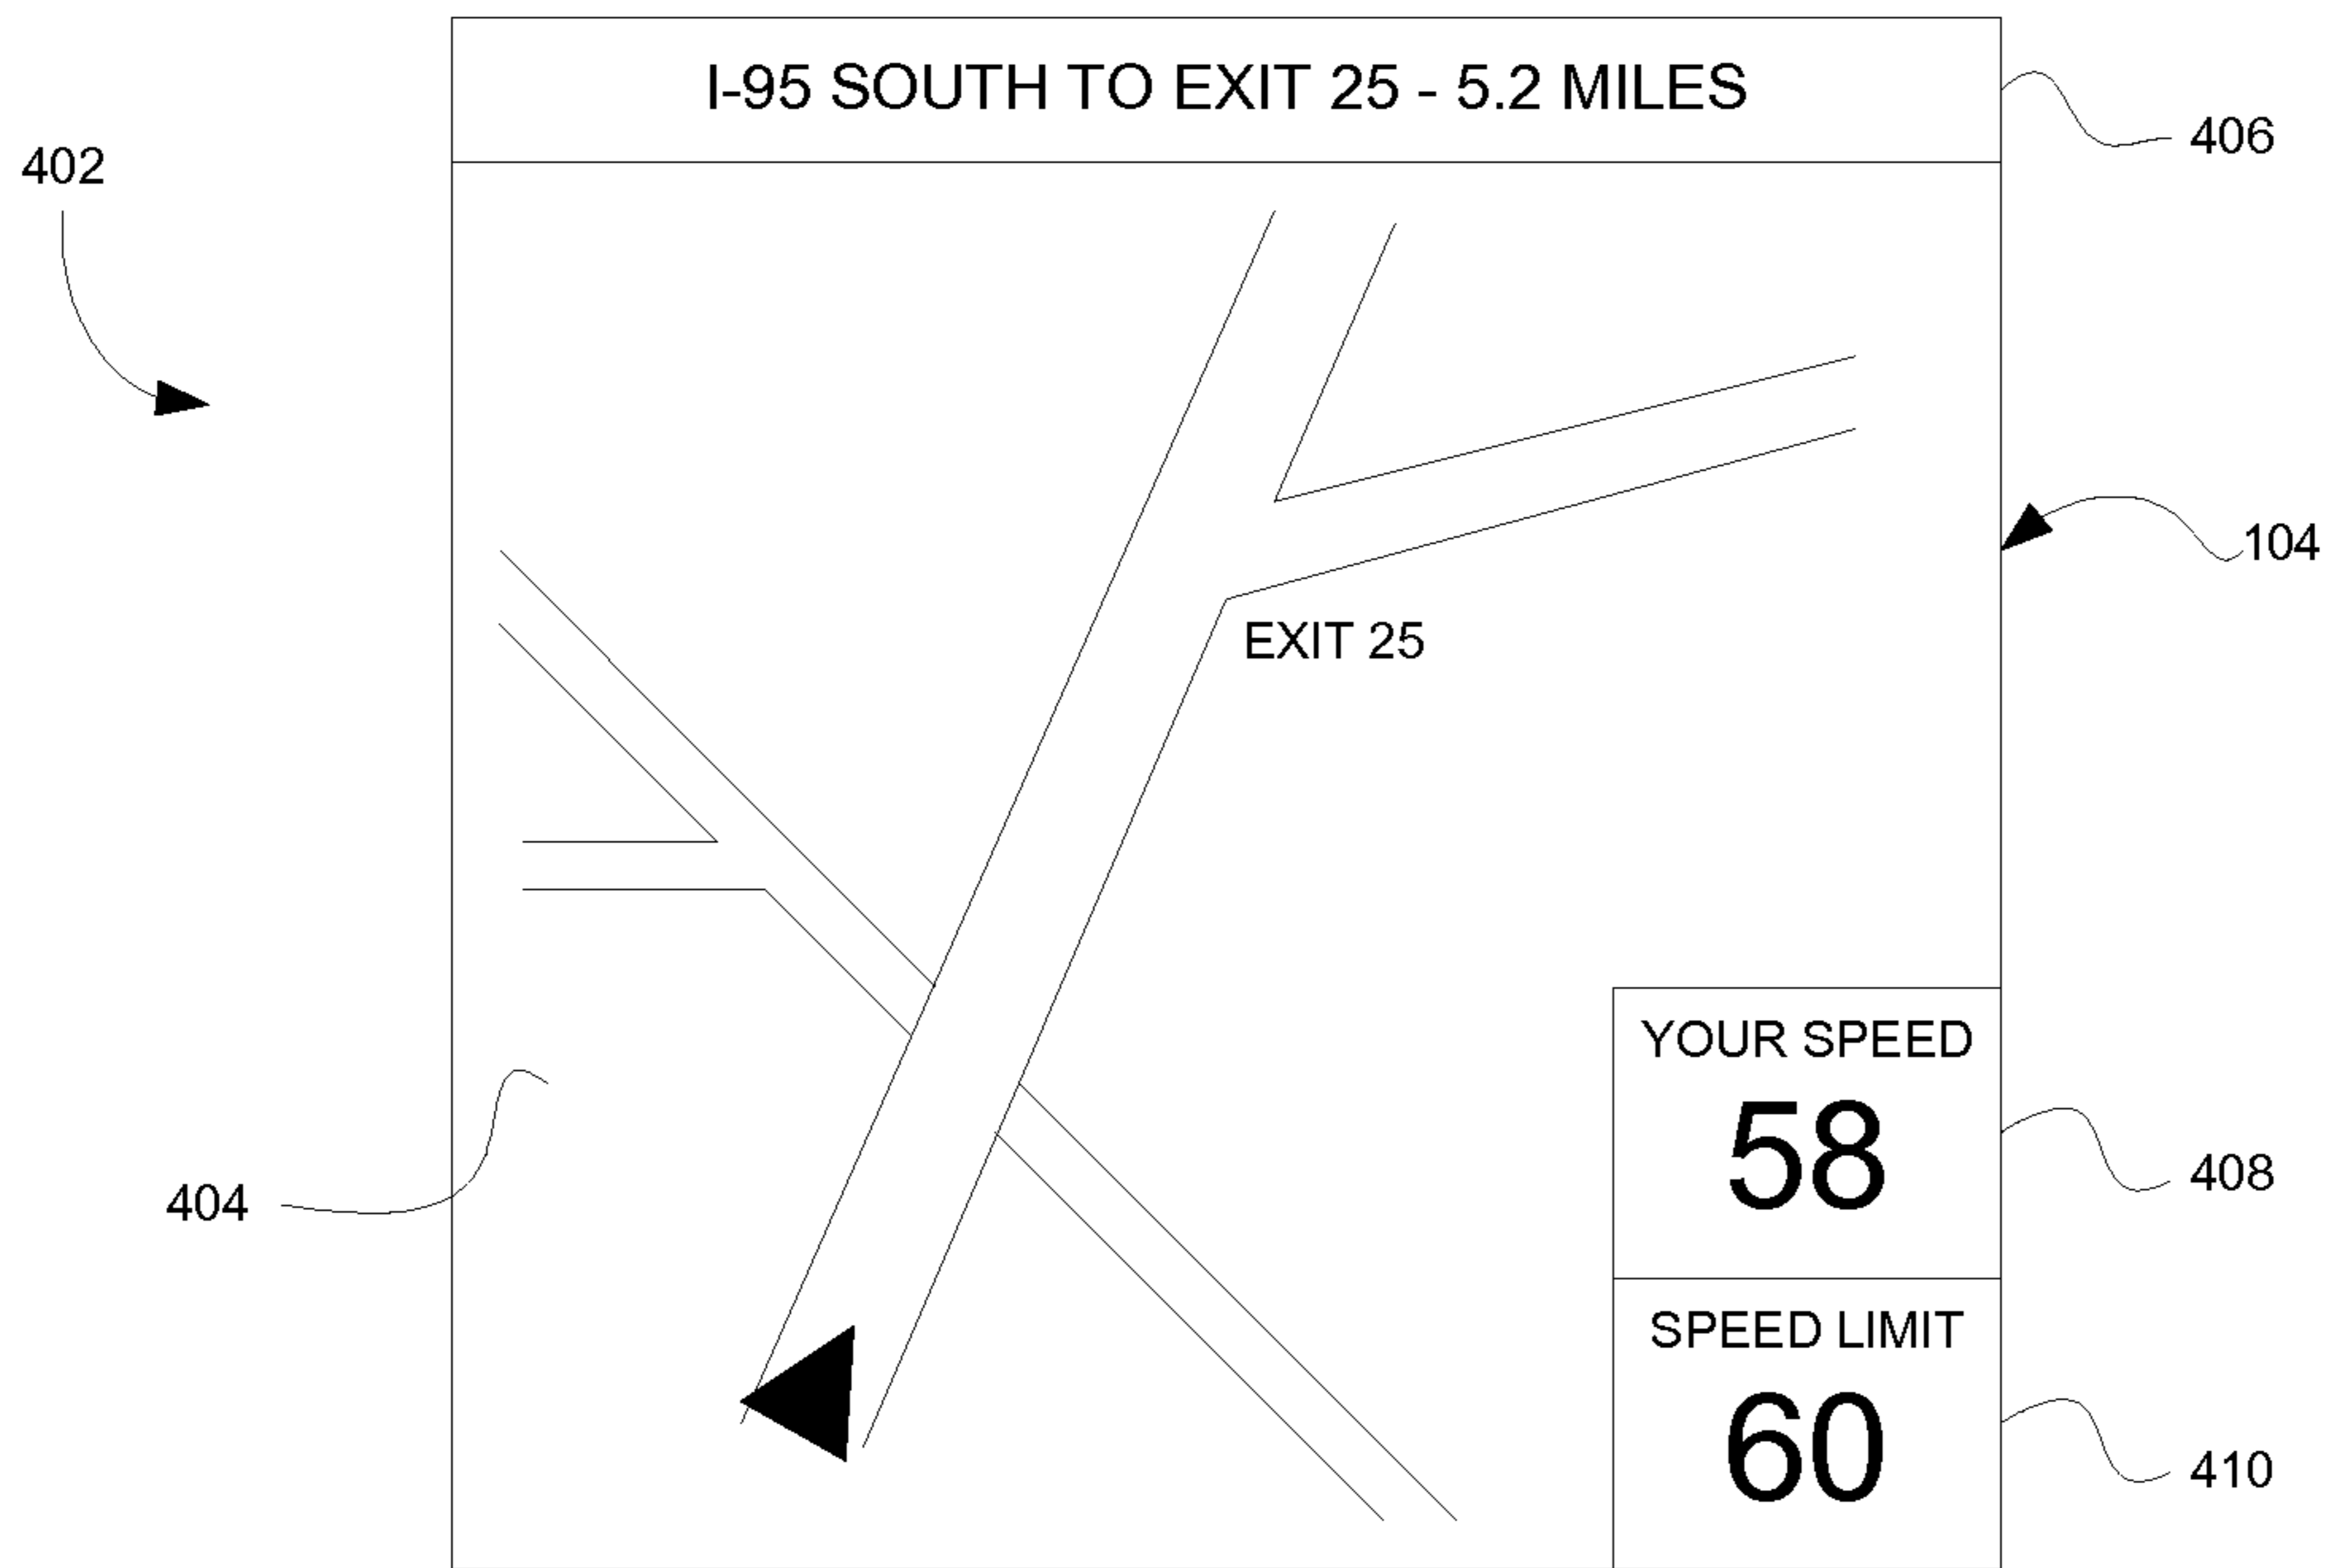 I-95 SOUTH TO EXIT 25 - 5.2 MILES
406
402
104
EXIT 25
YOUR SPEED
58
408
404
SPEED LIMIT
60
410